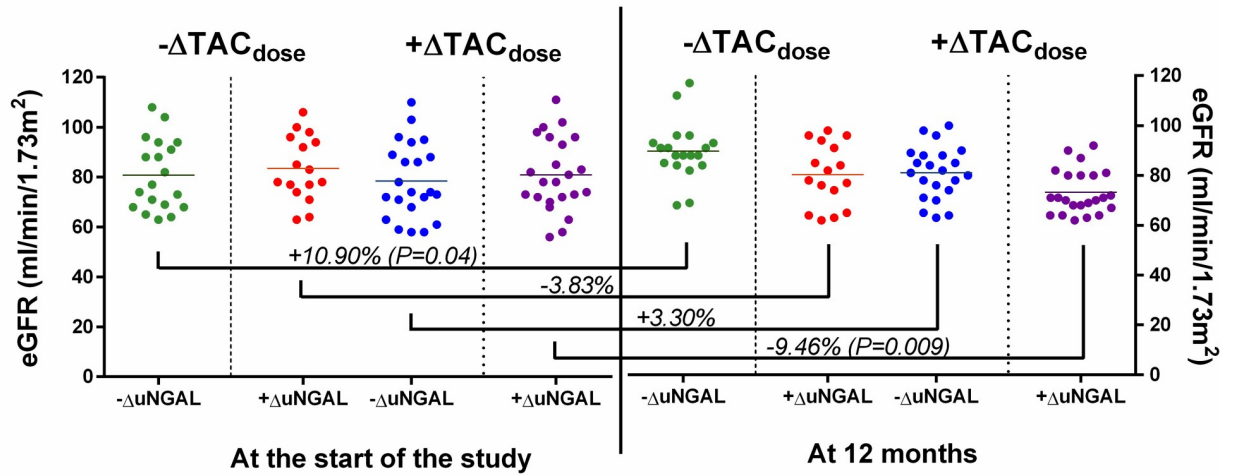 -ΔTACdose
+ΔTACdose
-ΔTACdose
+ΔTACdose
eGFR (ml/min/1.73m²)
120
100
80
60
40
20
0
120
100
80
60
40
20
0
eGFR (ml/min/1.73m²)
+10.90% (P=0.04)
-3.83%
+3.30%
-9.46% (P=0.009)
-ΔuNGAL
+ΔuNGAL
-ΔuNGAL
+ΔuNGAL
-ΔuNGAL
+ΔuNGAL
-ΔuNGAL
+ΔuNGAL
At the start of the study
At 12 months